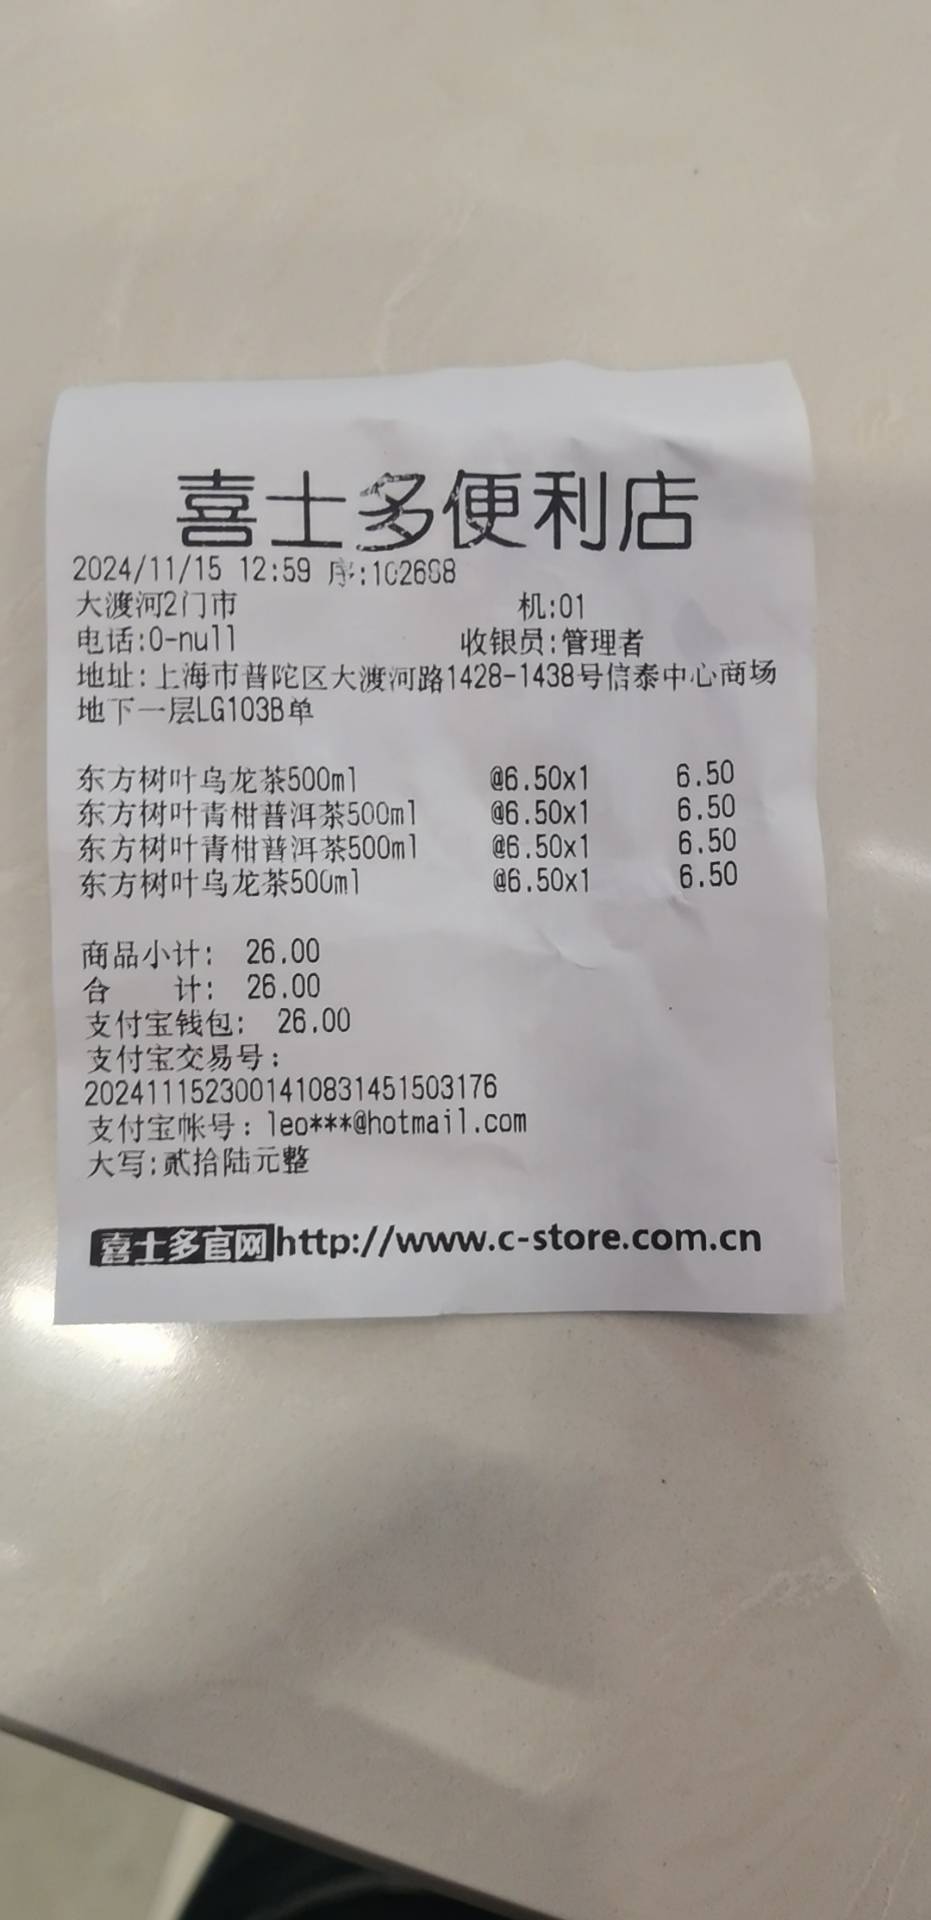 喜士多便利店
2024/11/15 12:59 序:102688
大渡河2门市 机:01
电话:0-null 收银员:管理者
地址:上海市普陀区大渡河路1428-1438号信泰中心商场
地下一层LG103B单
东方树叶乌龙茶500ml @6.50x1 6.50
东方树叶青柑普洱茶500ml @6.50x1 6.50
东方树叶青柑普洱茶500ml @6.50x1 6.50
东方树叶乌龙茶500ml @6.50x1 6.50
商品小计: 26.00
合 计: 26.00
支付宝钱包: 26.00
支付宝交易号:
2024111523001410831451503176
支付宝帐号:leo***@hotmail.com
大写:贰拾陆元整
喜士多官网http://www.c-store.com.cn